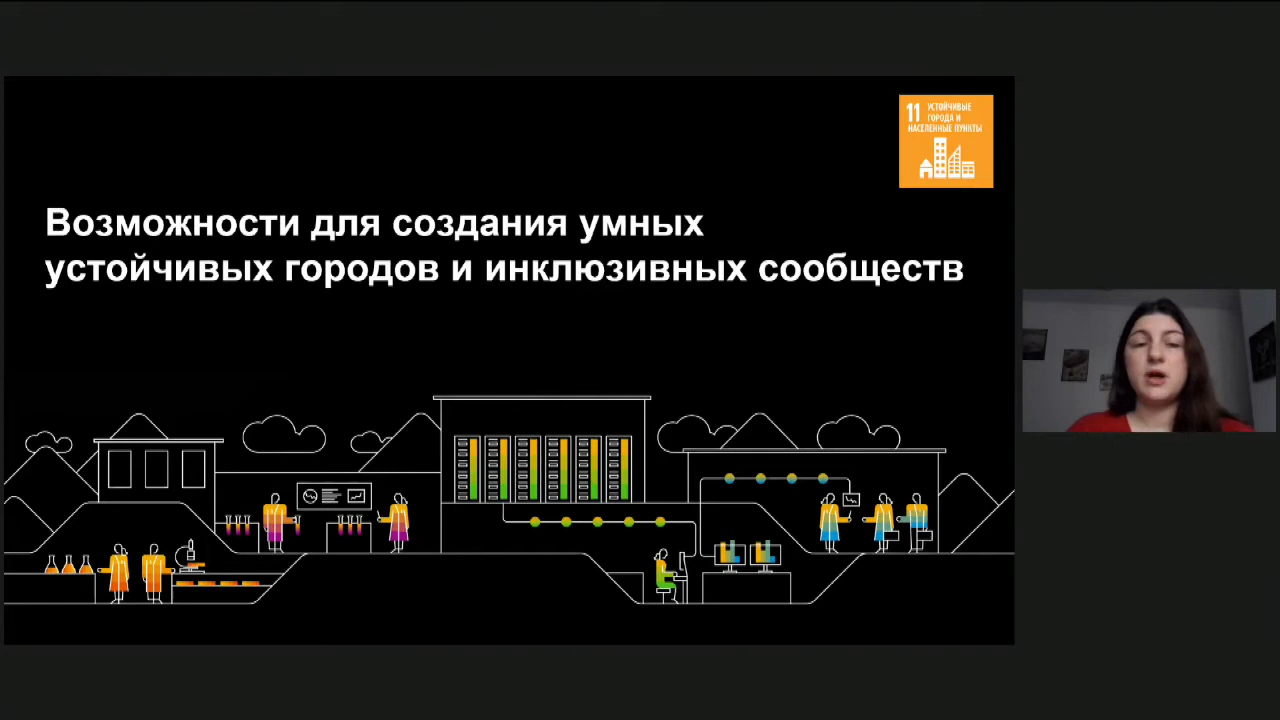 11 УСТОЙЧИВЫЕ
ГОРОДА И
НАСЕЛЕННЫЕ ПУНКТЫ
Возможности для создания умных
устойчивых городов и инклюзивных сообществ